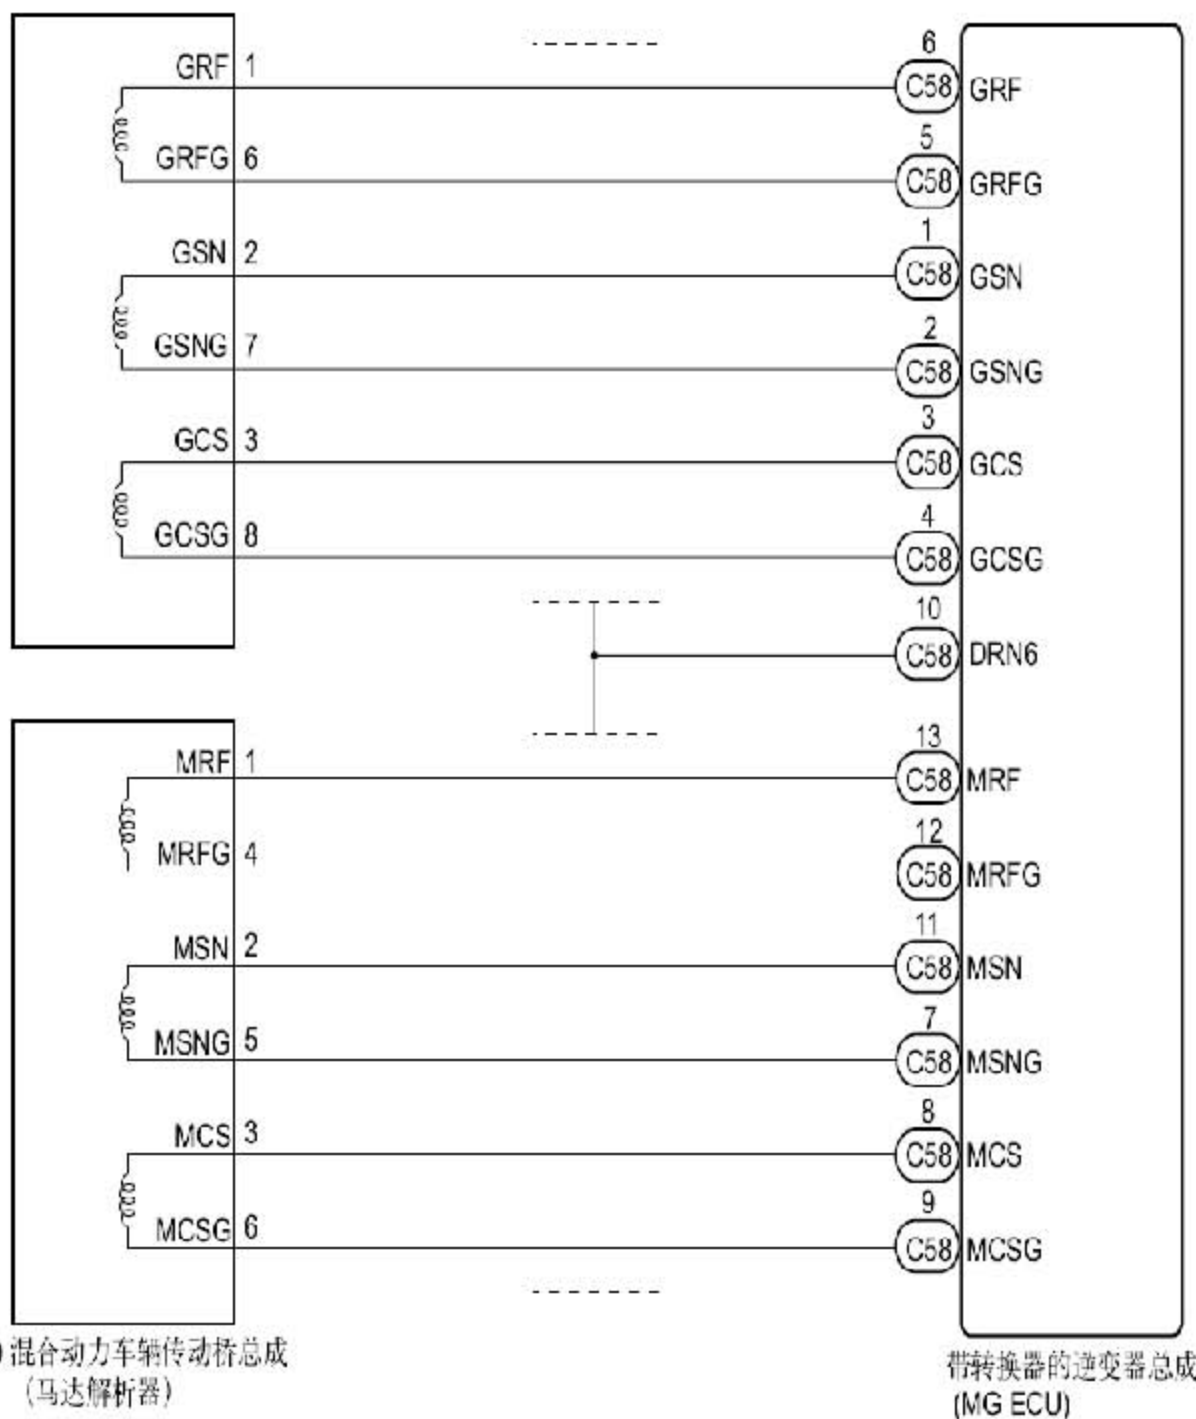 GRF 1
6
C58 GRF
GRFG 6
5
C58 GRFG
GSN 2
1
C58 GSN
GSNG 7
2
C58 GSNG
GCS 3
3
C58 GCS
GCSG 8
4
C58 GCSG
10
C58 DRN6
MRF 1
13
C58 MRF
MRFG 4
12
C58 MRFG
MSN 2
11
C58 MSN
MSNG 5
7
C58 MSNG
MCS 3
8
C58 MCS
MCSG 6
9
C58 MCSG
) 混合动力车辆传动桥总成
（马达解析器）
带转换器的逆变器总成
(MG ECU)